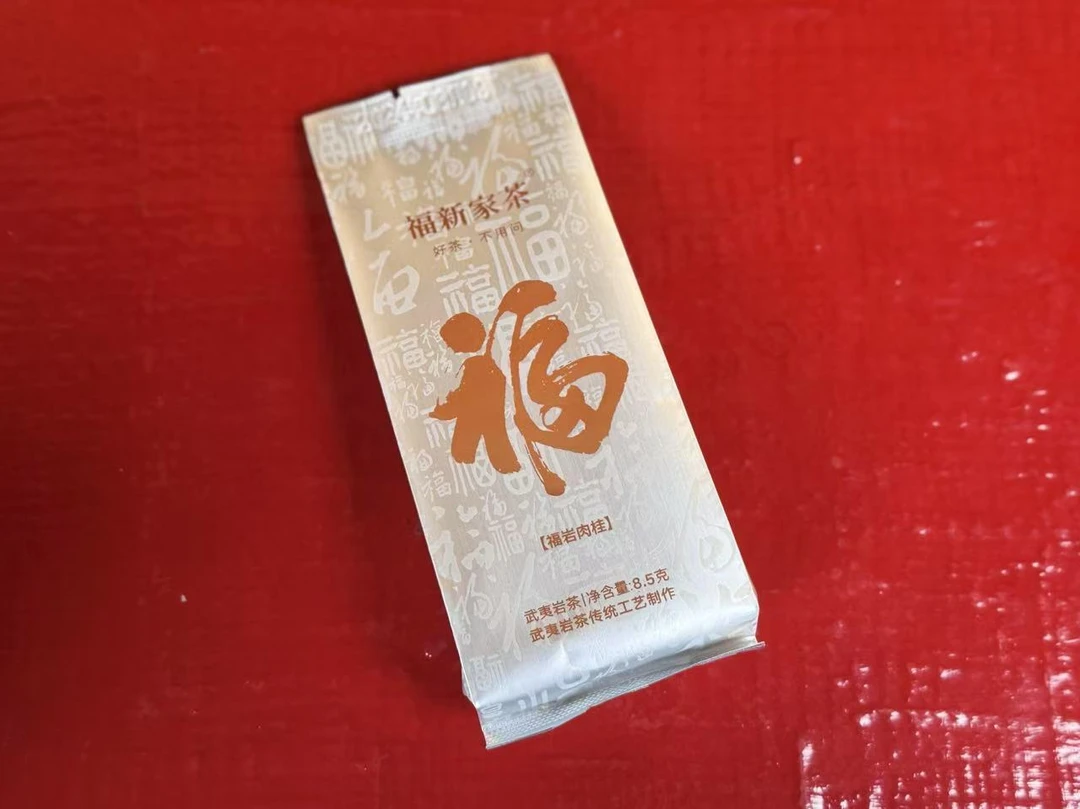 福新家茶
好茶 不用问
福
【福岩肉桂】
武夷岩茶|净含量:8.5克
武夷岩茶传统工艺制作